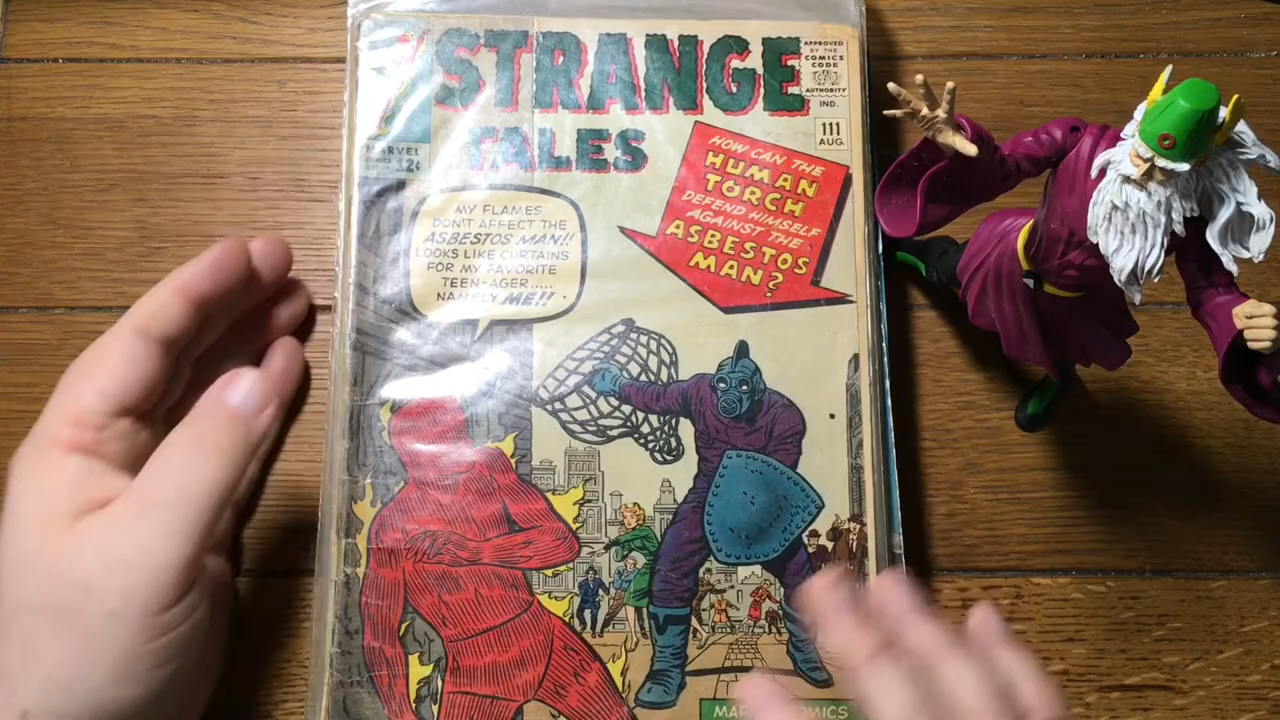 STRANGE
TALES
APPROVED
BY THE
COMICS
CODE
AUTHORITY
IND.
111
AUG.
MARVEL
12¢
HOW CAN THE
HUMAN
TORCH
DEFEND HIMSELF
AGAINST THE
ASBESTOS
MAN?
MY FLAMES
DON'T AFFECT THE
ASBESTOS MAN!!
LOOKS LIKE CURTAINS
FOR MY FAVORITE
TEEN-AGER.....
NAMELY ME!!